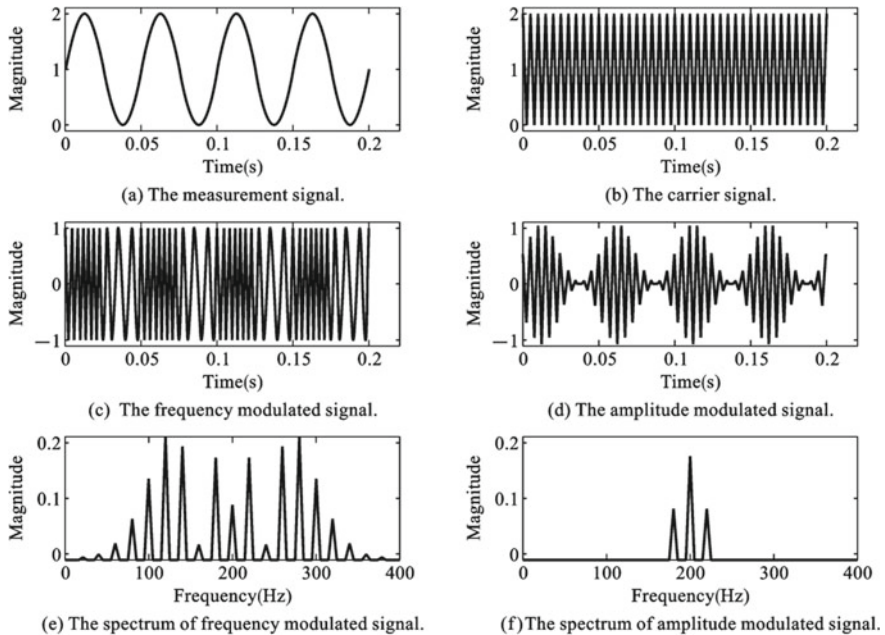 Magnitude
2
1
0
0 0.05 0.1 0.15 0.2
Time(s)
(a) The measurement signal.
Magnitude
2
1
0
0 0.05 0.1 0.15 0.2
Time(s)
(b) The carrier signal.
Magnitude
1
0
−1
0 0.05 0.1 0.15 0.2
Time(s)
(c) The frequency modulated signal.
Magnitude
1
0
−1
0 0.05 0.1 0.15 0.2
Time(s)
(d) The amplitude modulated signal.
Magnitude
0.2
0.1
0
0 100 200 300 400
Frequency(Hz)
(e) The spectrum of frequency modulated signal.
Magnitude
0.2
0.1
0
0 100 200 300 400
Frequency(Hz)
(f) The spectrum of amplitude modulated signal.